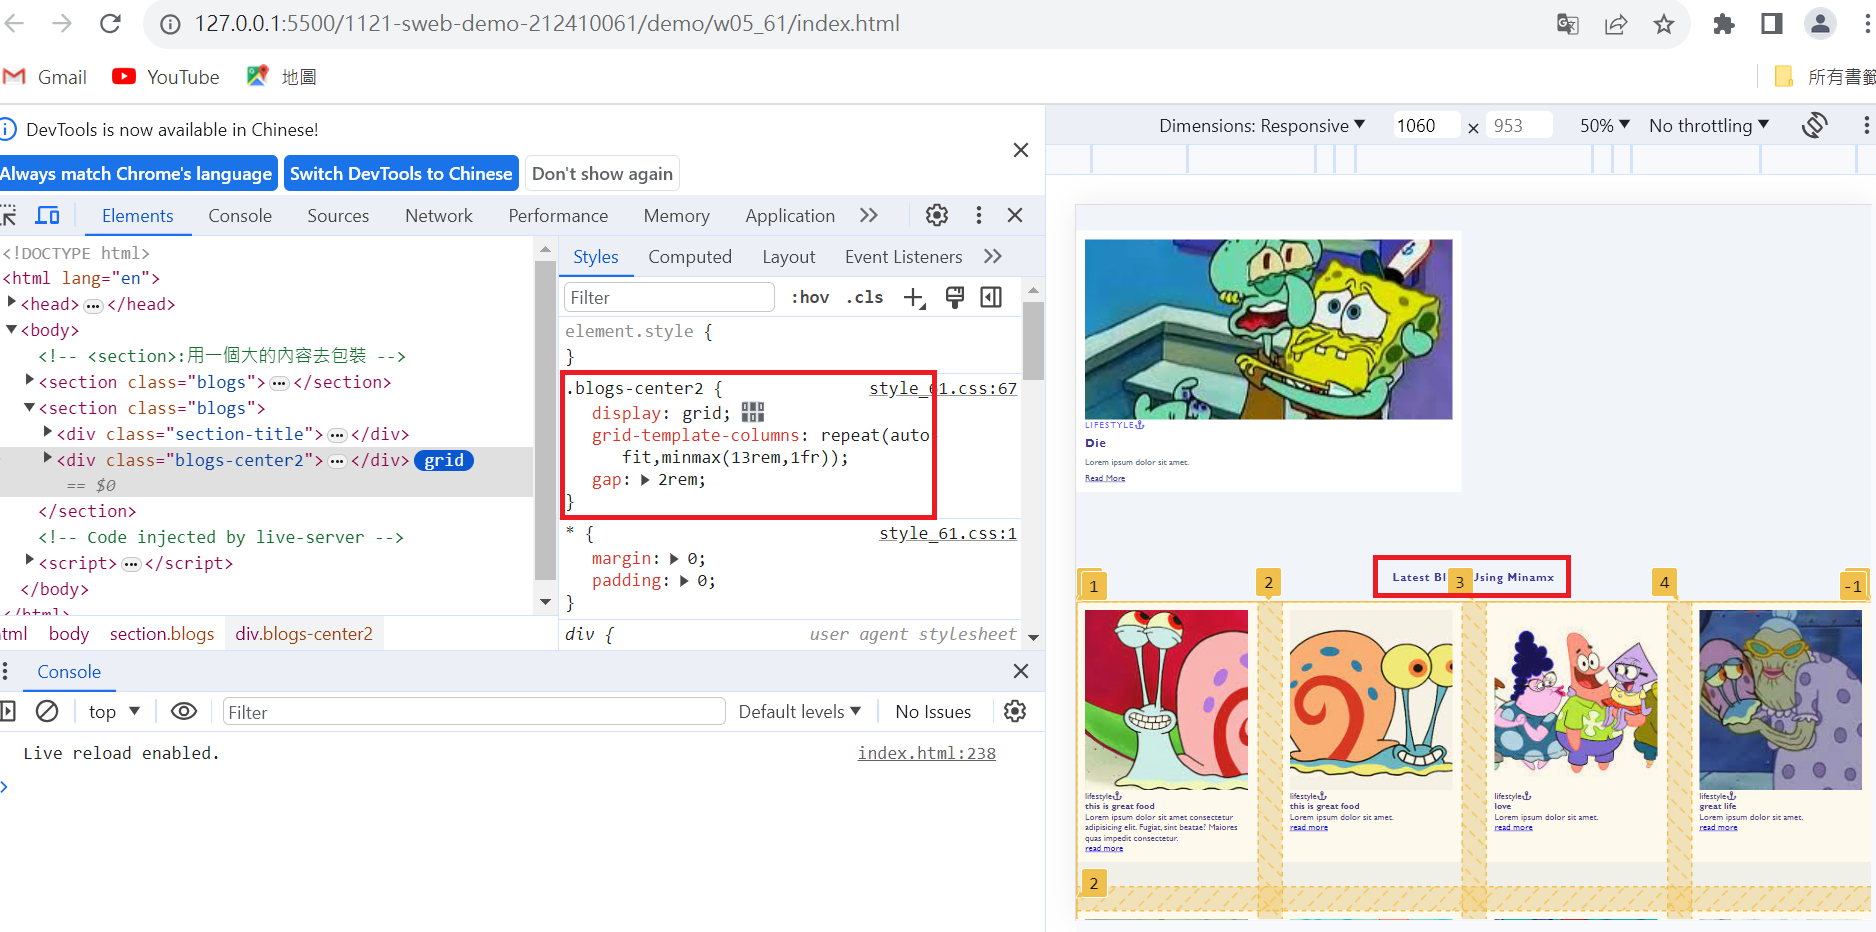 127.0.0.1:5500/1121-sweb-demo-212410061/demo/w05_61/index.html
Gmail
YouTube
地圖
所有書籤
DevTools is now available in Chinese!
Always match Chrome's language
Switch DevTools to Chinese
Don't show again
Elements
Console
Sources
Network
Performance
Memory
Application
<!DOCTYPE html>
<html lang="en">
<head> ••• </head>
<body>
<!-- <section>:用一個大的內容去包裝 -->
<section class="blogs"> ••• </section>
<section class="blogs">
<div class="section-title"> ••• </div>
<div class="blogs-center2"> ••• </div> grid
== $0
</section>
<!-- Code injected by live-server -->
<script> ••• </script>
</body>
</html>
html
body
section.blogs
div.blogs-center2
Styles
Computed
Layout
Event Listeners
Filter
:hov
.cls
element.style {
}
.blogs-center2 {
style_61.css:67
display: grid;
grid-template-columns: repeat(auto
fit,minmax(13rem,1fr));
gap: 2rem;
}
* {
style_61.css:1
margin: 0;
padding: 0;
}
div {
user agent stylesheet
Console
top
Filter
Default levels
No Issues
Live reload enabled.
index.html:238
Dimensions: Responsive
1060 × 953
50%
No throttling
LIFESTYLE
Die
Lorem ipsum dolor sit amet.
Read More
Latest Bl Using Minamx
1
2
3
4
-1
lifestyle
this is great food
Lorem ipsum dolor sit amet consectetur
adipisicing elit. Fugiat, sint beatae? Maiores
quas impedit consectetur.
read more
lifestyle
this is great food
Lorem ipsum dolor sit amet.
read more
lifestyle
love
Lorem ipsum dolor sit amet.
read more
lifestyle
great life
Lorem ipsum dolor sit amet.
read more
2